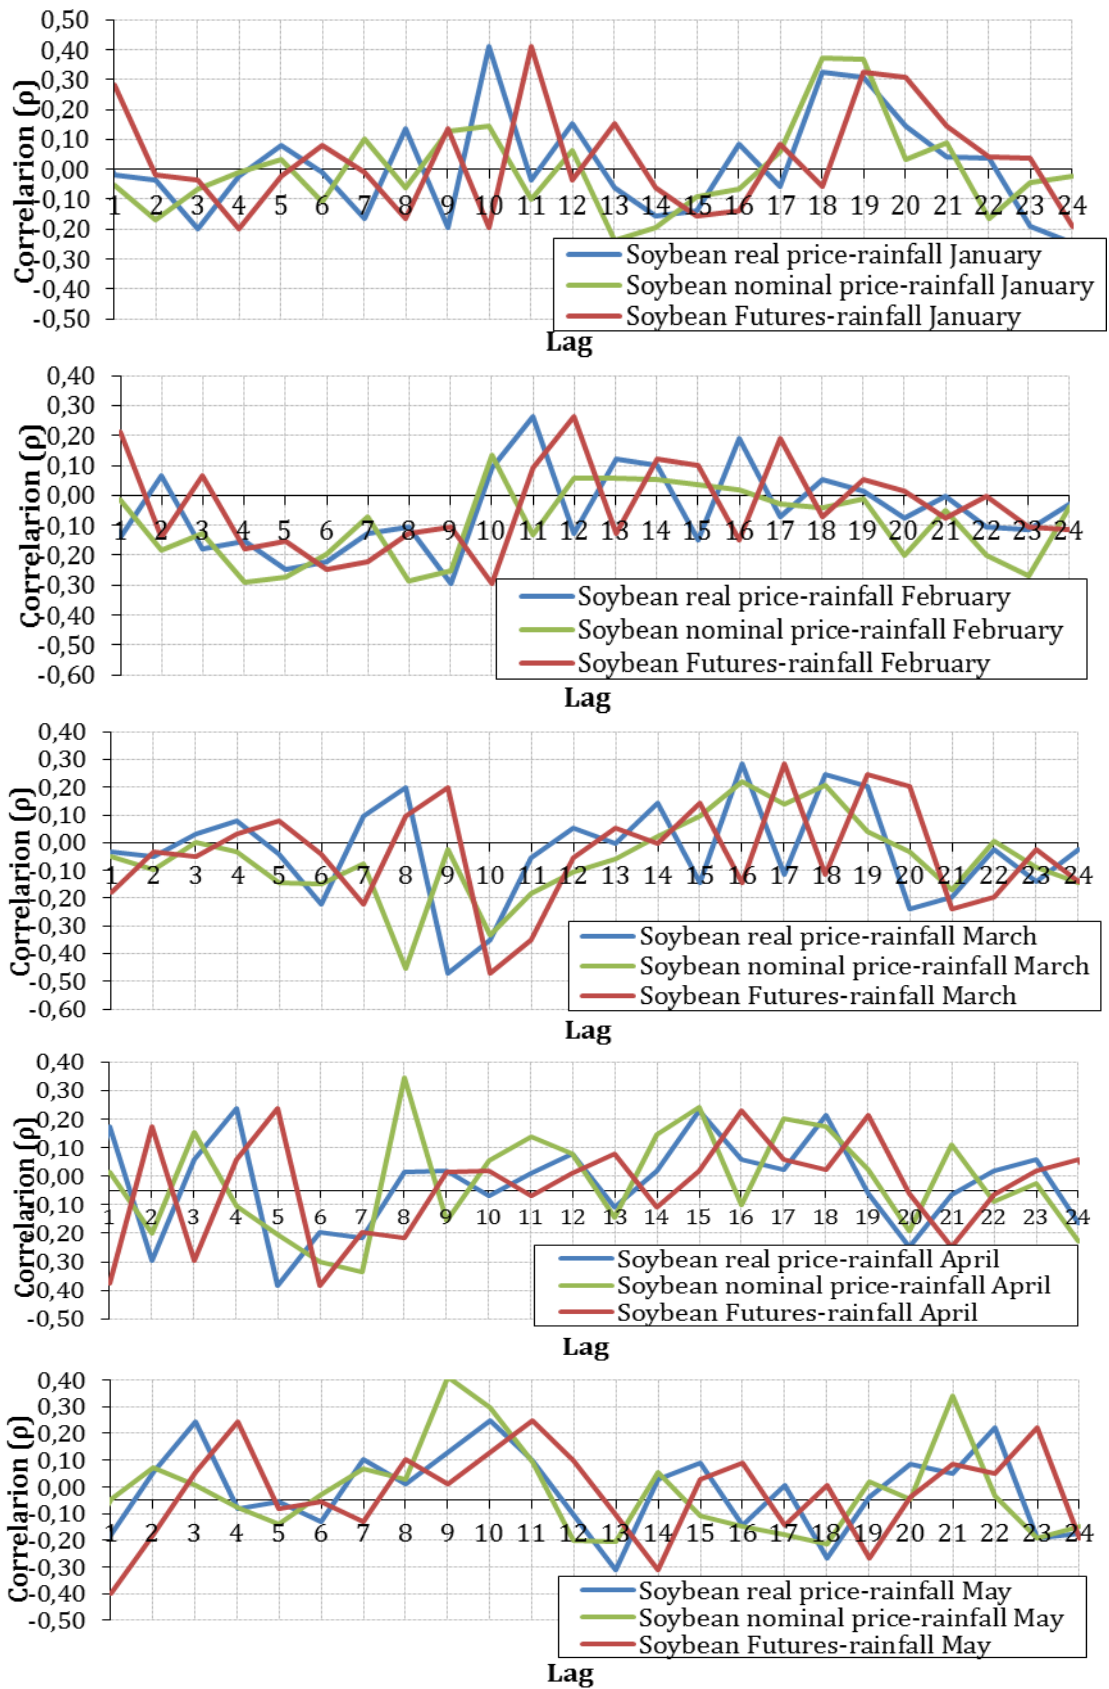 0,50
0,40
0,30
0,20
0,10
0,00
-0,10
-0,20
-0,30
-0,40
-0,50
Correlarion (ρ)
1 2 3 4 5 6 7 8 9 10 11 12 13 14 15 16 17 18 19 20 21 22 23 24
Soybean real price-rainfall January
Soybean nominal price-rainfall January
Soybean Futures-rainfall January
Lag
0,40
0,30
0,20
0,10
0,00
-0,10
-0,20
-0,30
-0,40
-0,50
-0,60
Correlarion (ρ)
1 2 3 4 5 6 7 8 9 10 11 12 13 14 15 16 17 18 19 20 21 22 23 24
Soybean real price-rainfall February
Soybean nominal price-rainfall February
Soybean Futures-rainfall February
Lag
0,40
0,30
0,20
0,10
0,00
-0,10
-0,20
-0,30
-0,40
-0,50
-0,60
Correlarion (ρ)
1 2 3 4 5 6 7 8 9 10 11 12 13 14 15 16 17 18 19 20 21 22 23 24
Soybean real price-rainfall March
Soybean nominal price-rainfall March
Soybean Futures-rainfall March
Lag
0,40
0,30
0,20
0,10
0,00
-0,10
-0,20
-0,30
-0,40
-0,50
Correlarion (ρ)
1 2 3 4 5 6 7 8 9 10 11 12 13 14 15 16 17 18 19 20 21 22 23 24
Soybean real price-rainfall April
Soybean nominal price-rainfall April
Soybean Futures-rainfall April
Lag
0,40
0,30
0,20
0,10
0,00
-0,10
-0,20
-0,30
-0,40
-0,50
Correlarion (ρ)
1 2 3 4 5 6 7 8 9 10 11 12 13 14 15 16 17 18 19 20 21 22 23 24
Soybean real price-rainfall May
Soybean nominal price-rainfall May
Soybean Futures-rainfall May
Lag